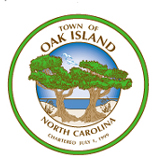 TOWN OF
OAK ISLAND
NORTH CAROLINA
CHARTERED JULY 1, 1999